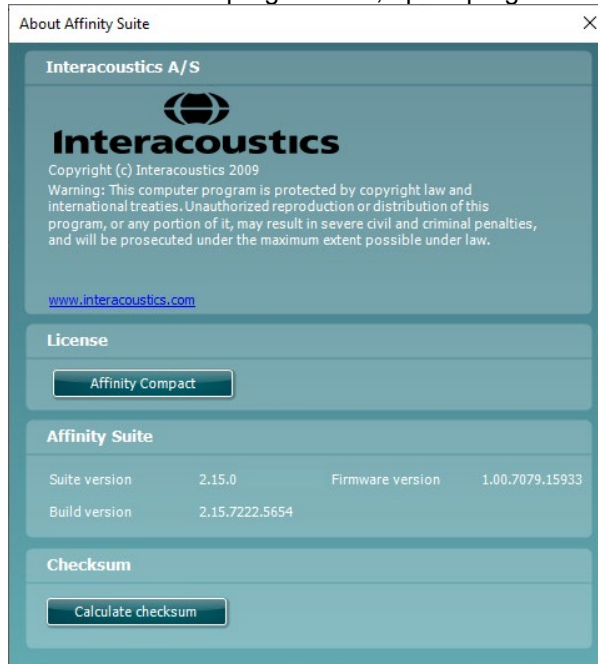 About Affinity Suite
Interacoustics A/S
Interacoustics
Copyright (c) Interacoustics 2009
Warning: This computer program is protected by copyright law and
international treaties. Unauthorized reproduction or distribution of this
program, or any portion of it, may result in severe civil and criminal penalties,
and will be prosecuted under the maximum extent possible under law.
www.interacoustics.com
License
Affinity Compact
Affinity Suite
Suite version 2.15.0 Firmware version 1.00.7079.15933
Build version 2.15.7222.5654
Checksum
Calculate checksum